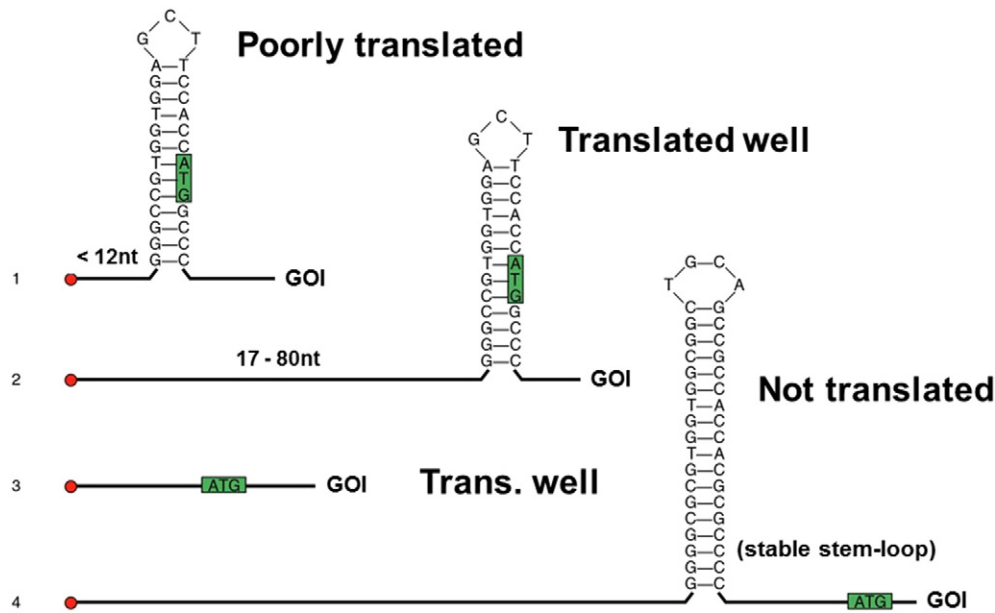 C
G T
A T
G C
G C
T A
G C
G C
T A
G T
C G
C G
G C
G C
G C
Poorly translated
< 12nt
1
GOI
C
G T
A T
G C
G C
T A
G C
G C
T A
G T
C G
C G
G C
G C
G C
Translated well
17 - 80nt
2
GOI
3
ATG
GOI
Trans. well
G C
T A
C G
G C
G C
C G
G C
G C
T A
G C
G C
T A
G C
C G
G C
C G
G C
G C
G C
G C
Not translated
(stable stem-loop)
4
ATG
GOI